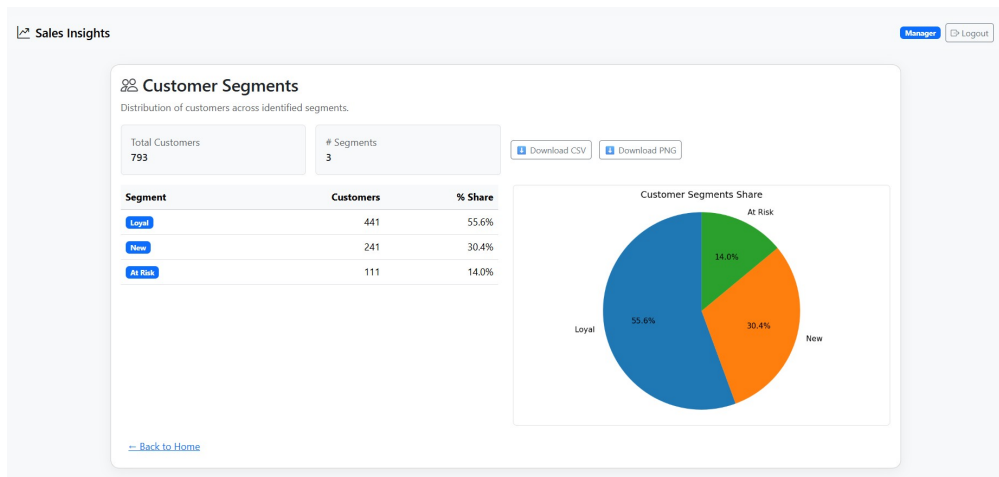 Sales Insights
Manager
Logout
Customer Segments
Distribution of customers across identified segments.
Total Customers
793
# Segments
3
Download CSV
Download PNG
Segment Customers % Share
Loyal 441 55.6%
New 241 30.4%
At Risk 111 14.0%
Customer Segments Share
At Risk
14.0%
55.6%
30.4%
Loyal
New
← Back to Home